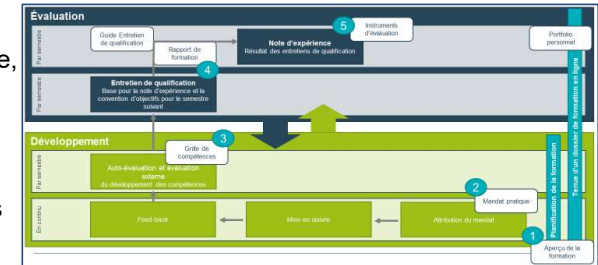 e,
s
Évaluation
Par semestre
Guide Entretien
de qualification
Rapport de
formation
5
Note d'expérience
Résultat des entretiens de qualification
Instruments
d'évaluation
Portfolio
personnel
Par semestre
4
Entretien de qualification
Base pour la note d'expérience et la
convention d'objectifs pour le semestre
suivant
Développement
Par semestre
3
Grille de
compétences
Auto-évaluation et évaluation
externe
du développement des compétences
En continu
Feed-back
Mise en œuvre
Attribution du mandat
2
Mandat pratique
1
Aperçu de la
formation
Planification de la formation
Tenue d'un dossier de formation en ligne